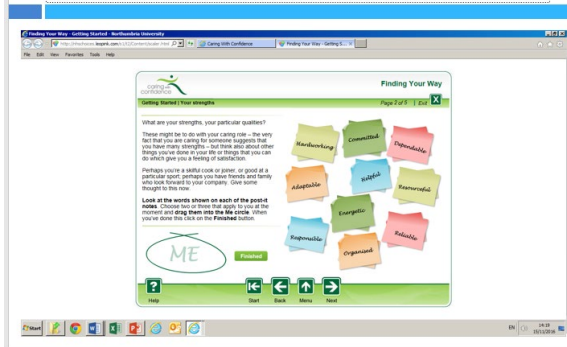 Finding Your Way - Getting Started - Northumbria University
Caring With Confidence
Finding Your Way - Getting S...
File Edit View Favorites Tools Help
caring with confidence
Finding Your Way
Getting Started | Your strengths
Page 2 of 5 | Exit X
What are your strengths, your particular qualities?
These might be to do with your caring role – the very
fact that you are caring for someone suggests that
you have many strengths – but think also about other
things you've done in your life or things that you can
do which give you a feeling of satisfaction.
Perhaps you're a skilful cook or joiner, or good at a
particular sport; perhaps you have friends and family
who look forward to your company. Give some
thought to this now.
Look at the words shown on each of the post-it
notes. Choose two or three that apply to you at the
moment and drag them into the Me circle. When
you've done this click on the Finished button.
Hardworking
Committed
Dependable
Adaptable
Helpful
Resourceful
Energetic
Responsible
Organised
Reliable
ME
Finished
?
Help
Start
Back
Menu
Next
Start
EN
14:18
15/11/2016